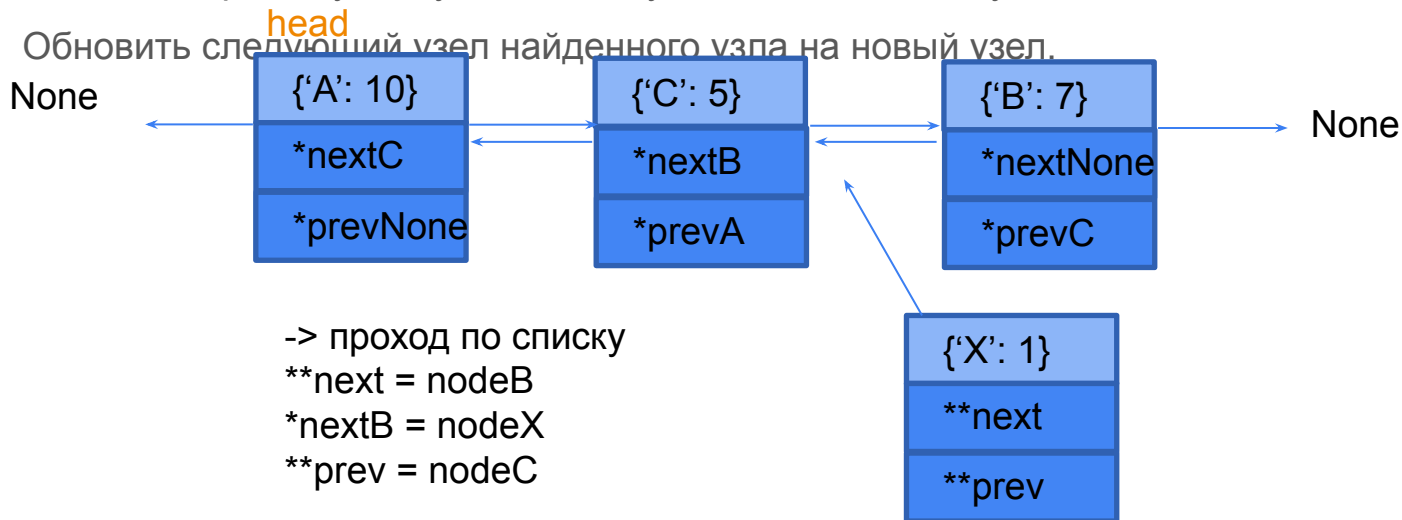 head
Обновить следующий узел найденного узла на новый узел.
None
{‘A’: 10}
{‘C’: 5}
{‘B’: 7}
None
*nextC
*nextB
*nextNone
*prevNone
*prevA
*prevC
-> проход по списку
**next = nodeB
*nextB = nodeX
**prev = nodeC
{‘X’: 1}
**next
**prev